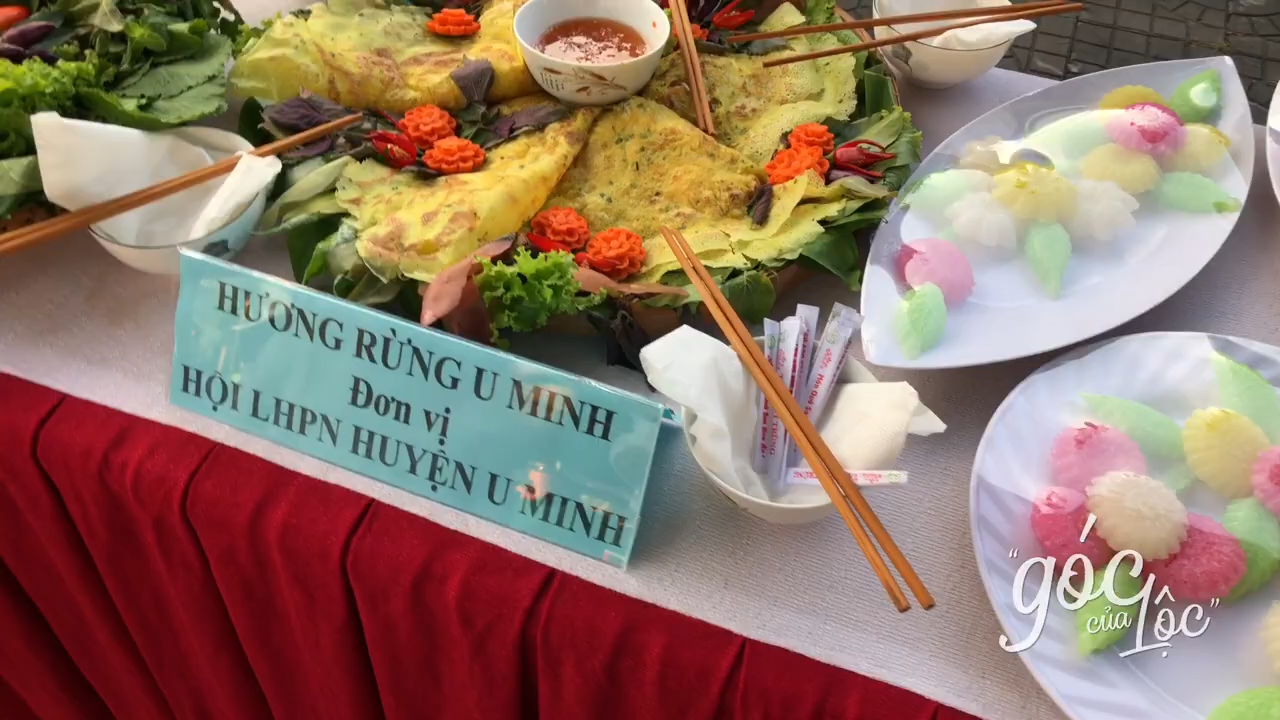 HƯƠNG RỪNG U MINH
Đơn vị
HỘI LHPN HUYỆN U MINH
"góc của Lộc"